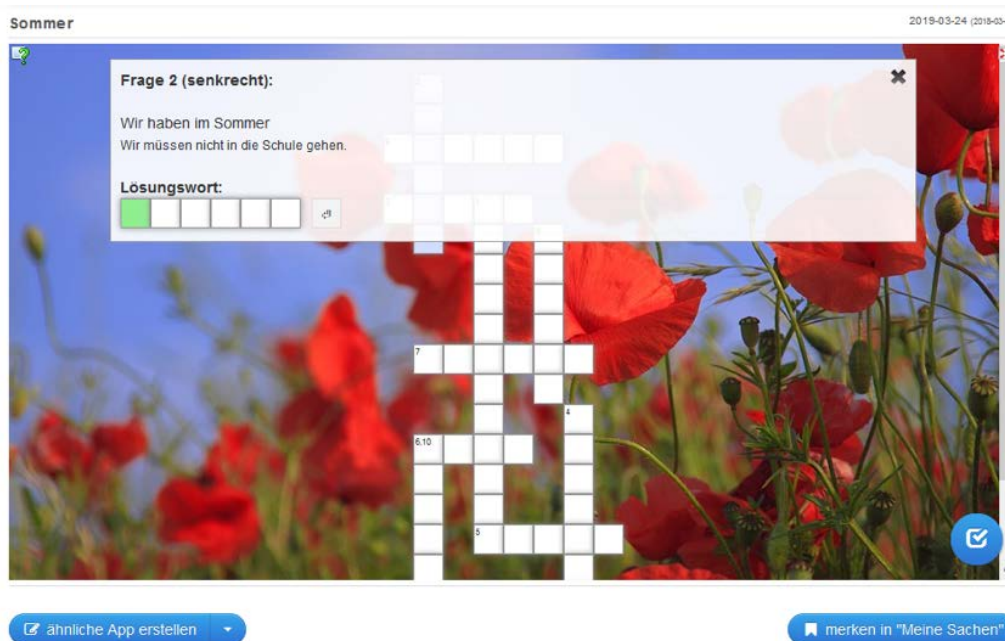 Sommer
2019-03-24 (2018-03-
Frage 2 (senkrecht):
Wir haben im Sommer
Wir müssen nicht in die Schule gehen.
Lösungswort:
7
4
6,10
5
ähnliche App erstellen
merken in "Meine Sachen"